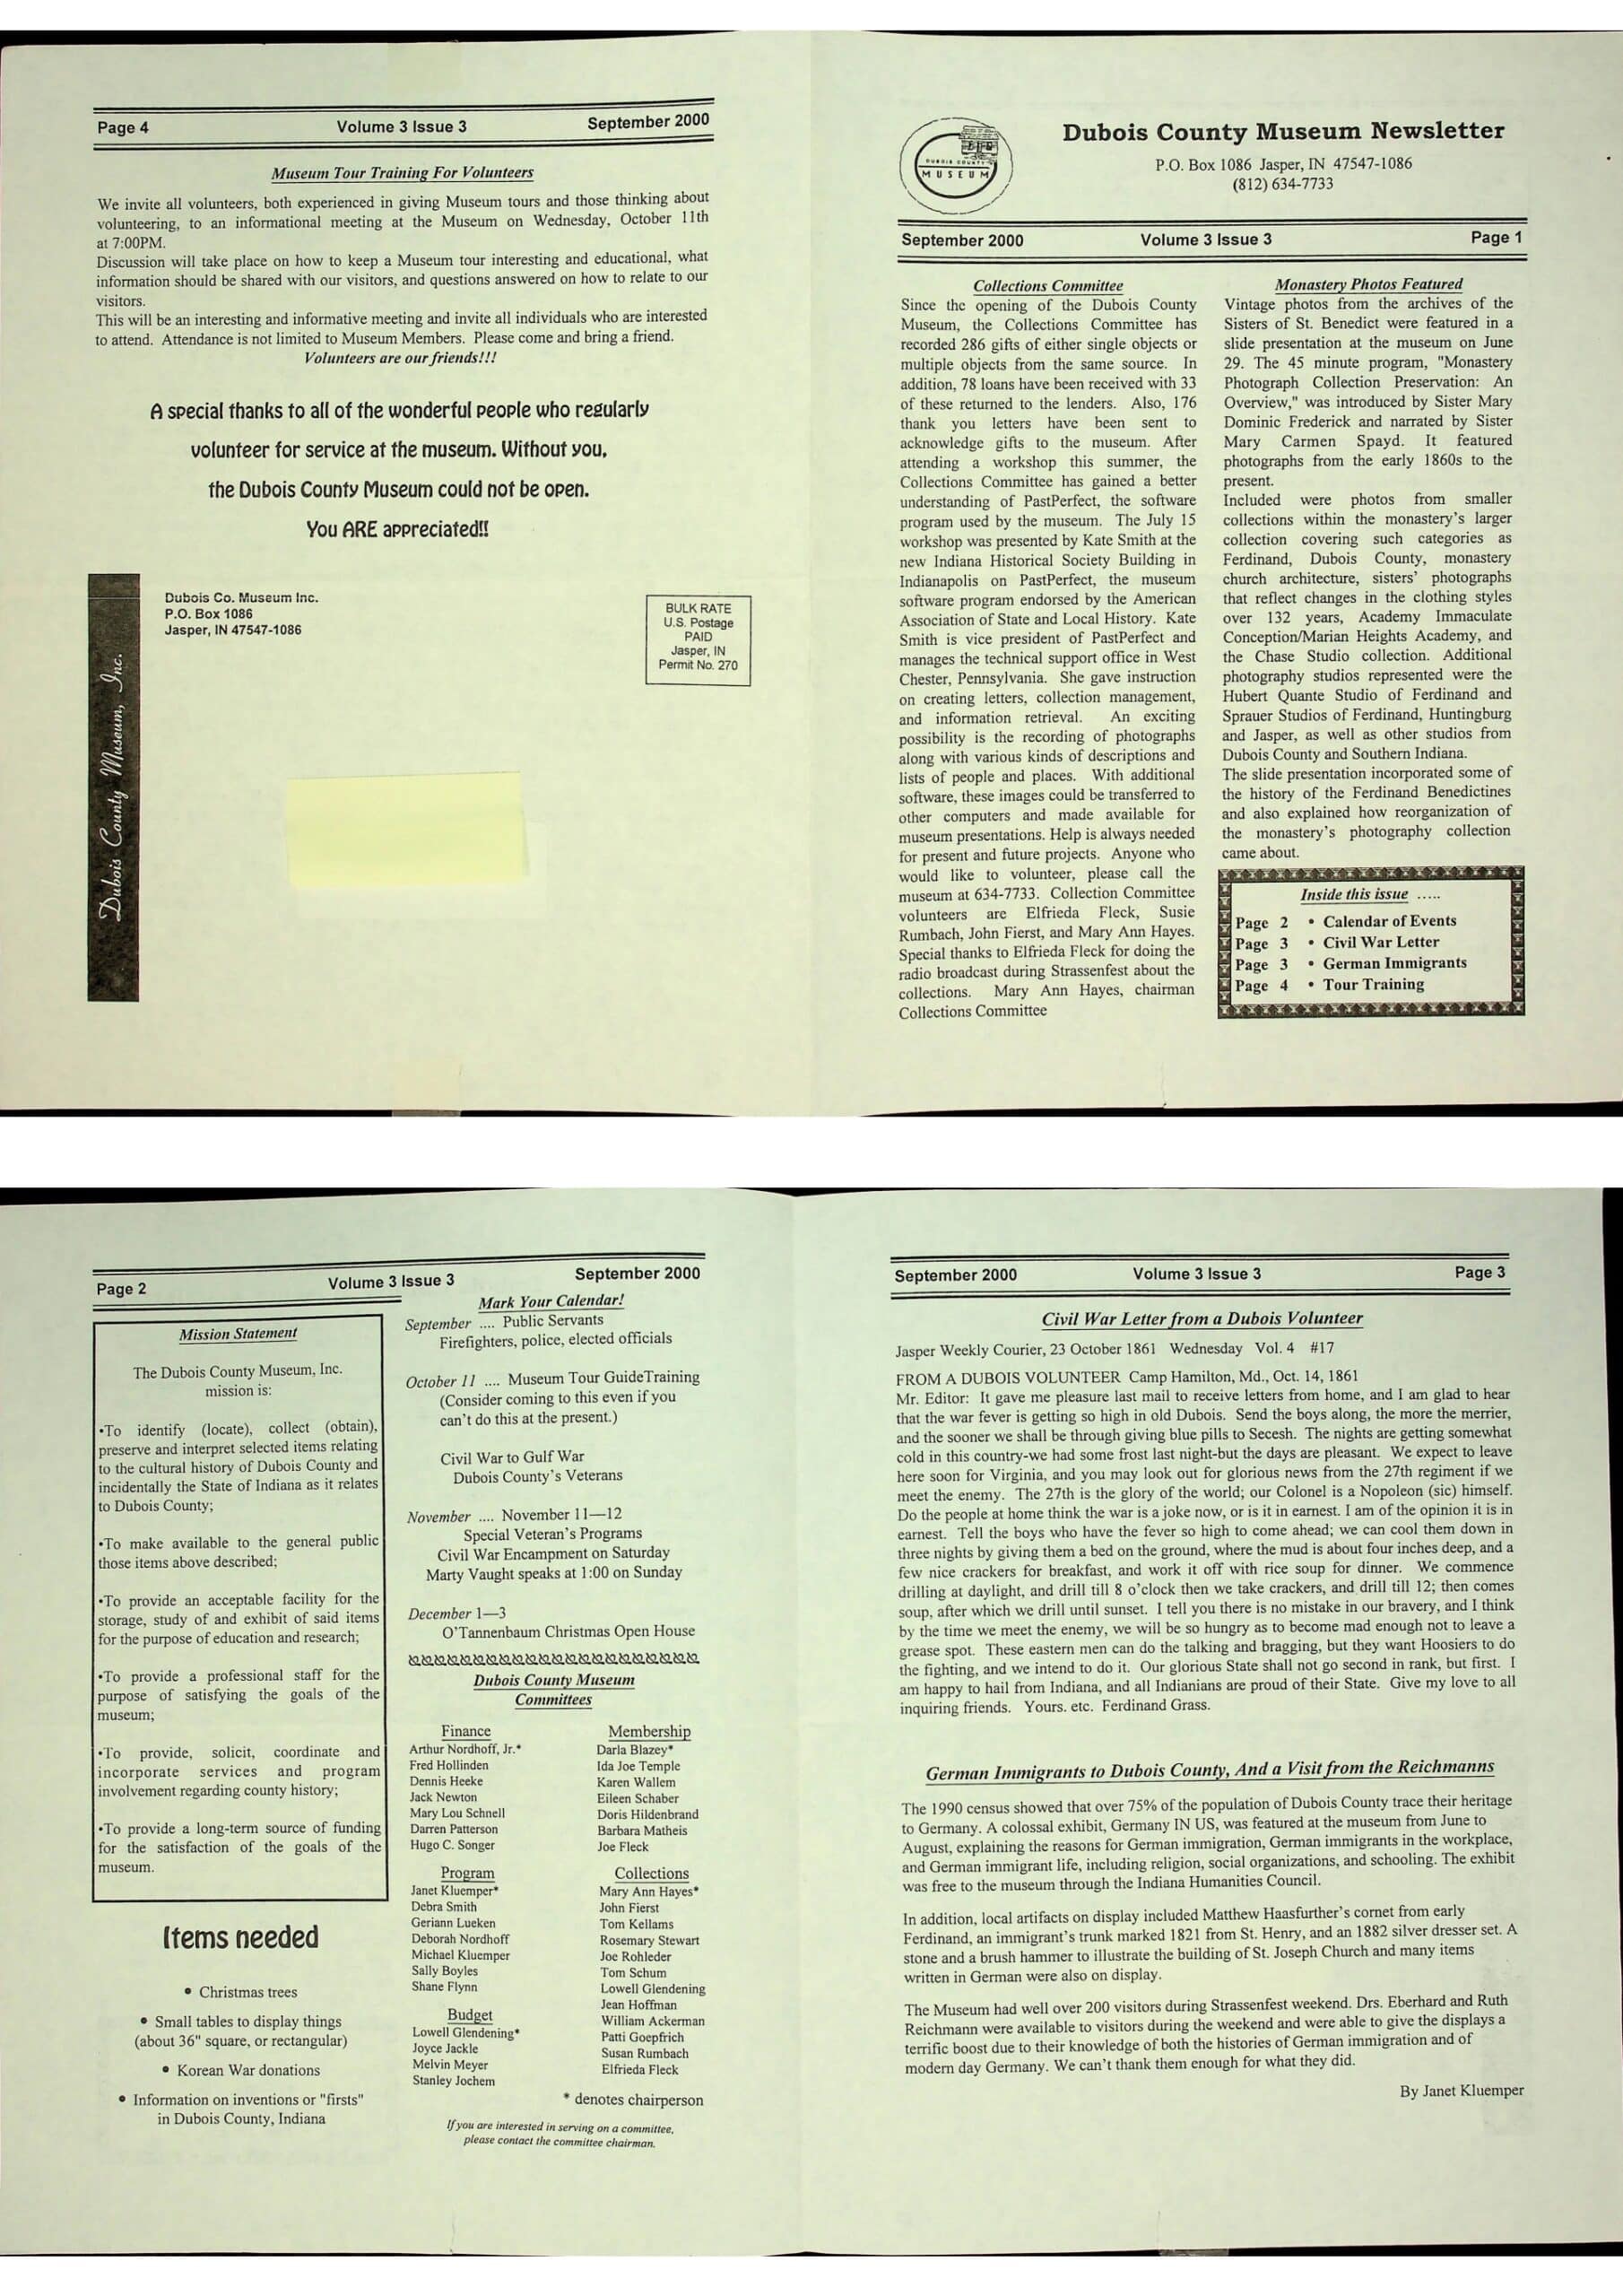 Page 4 Volume 3 Issue 3 September 2000
Museum Tour Training For Volunteers
We invite all volunteers, both experienced in giving Museum tours and those thinking about
volunteering, to an informational meeting at the Museum on Wednesday, October 11th
at 7:00PM.
Discussion will take place on how to keep a Museum tour interesting and educational, what
information should be shared with our visitors, and questions answered on how to relate to our
visitors.
This will be an interesting and informative meeting and invite all individuals who are interested
to attend. Attendance is not limited to Museum Members. Please come and bring a friend.
Volunteers are our friends!!!
A special thanks to all of the wonderful people who regularly
volunteer for service at the museum. Without you,
the Dubois County Museum could not be open.
You ARE appreciated!!
Dubois County Museum, Inc.
Dubois Co. Museum Inc.
P.O. Box 1086
Jasper, IN 47547-1086
BULK RATE
U.S. Postage
PAID
Jasper, IN
Permit No. 270
DUBOIS COUNTY
MUSEUM
Dubois County Museum Newsletter
P.O. Box 1086 Jasper, IN 47547-1086
(812) 634-7733
September 2000 Volume 3 Issue 3 Page 1
Collections Committee
Since the opening of the Dubois County
Museum, the Collections Committee has
recorded 286 gifts of either single objects or
multiple objects from the same source. In
addition, 78 loans have been received with 33
of these returned to the lenders. Also, 176
thank you letters have been sent to
acknowledge gifts to the museum. After
attending a workshop this summer, the
Collections Committee has gained a better
understanding of PastPerfect, the software
program used by the museum. The July 15
workshop was presented by Kate Smith at the
new Indiana Historical Society Building in
Indianapolis on PastPerfect, the museum
software program endorsed by the American
Association of State and Local History. Kate
Smith is vice president of PastPerfect and
manages the technical support office in West
Chester, Pennsylvania. She gave instruction
on creating letters, collection management,
and information retrieval. An exciting
possibility is the recording of photographs
along with various kinds of descriptions and
lists of people and places. With additional
software, these images could be transferred to
other computers and made available for
museum presentations. Help is always needed
for present and future projects. Anyone who
would like to volunteer, please call the
museum at 634-7733. Collection Committee
volunteers are Elfrieda Fleck, Susie
Rumbach, John Fierst, and Mary Ann Hayes.
Special thanks to Elfrieda Fleck for doing the
radio broadcast during Strassenfest about the
collections. Mary Ann Hayes, chairman
Collections Committee
Monastery Photos Featured
Vintage photos from the archives of the
Sisters of St. Benedict were featured in a
slide presentation at the museum on June
29. The 45 minute program, "Monastery
Photograph Collection Preservation: An
Overview," was introduced by Sister Mary
Dominic Frederick and narrated by Sister
Mary Carmen Spayd. It featured
photographs from the early 1860s to the
present.
Included were photos from smaller
collections within the monastery's larger
collection covering such categories as
Ferdinand, Dubois County, monastery
church architecture, sisters' photographs
that reflect changes in the clothing styles
over 132 years, Academy Immaculate
Conception/Marian Heights Academy, and
the Chase Studio collection. Additional
photography studios represented were the
Hubert Quante Studio of Ferdinand and
Sprauer Studios of Ferdinand, Huntingburg
and Jasper, as well as other studios from
Dubois County and Southern Indiana.
The slide presentation incorporated some of
the history of the Ferdinand Benedictines
and also explained how reorganization of
the monastery's photography collection
came about.
Inside this issue .....
Page 2 • Calendar of Events
Page 3 • Civil War Letter
Page 3 • German Immigrants
Page 4 • Tour Training
Page 2 Volume 3 Issue 3 September 2000
Mission Statement
The Dubois County Museum, Inc.
mission is:
•To identify (locate), collect (obtain),
preserve and interpret selected items relating
to the cultural history of Dubois County and
incidentally the State of Indiana as it relates
to Dubois County;
•To make available to the general public
those items above described;
•To provide an acceptable facility for the
storage, study of and exhibit of said items
for the purpose of education and research;
•To provide a professional staff for the
purpose of satisfying the goals of the
museum;
•To provide, solicit, coordinate and
incorporate services and program
involvement regarding county history;
•To provide a long-term source of funding
for the satisfaction of the goals of the
museum.
Items needed
• Christmas trees
• Small tables to display things
(about 36" square, or rectangular)
• Korean War donations
• Information on inventions or "firsts"
in Dubois County, Indiana
Mark Your Calendar!
September .... Public Servants
Firefighters, police, elected officials
October 11 .... Museum Tour GuideTraining
(Consider coming to this even if you
can't do this at the present.)
Civil War to Gulf War
Dubois County's Veterans
November .... November 11—12
Special Veteran's Programs
Civil War Encampment on Saturday
Marty Vaught speaks at 1:00 on Sunday
December 1—3
O'Tannenbaum Christmas Open House
Dubois County Museum
Committees
Finance
Arthur Nordhoff, Jr.*
Fred Hollinden
Dennis Heeke
Jack Newton
Mary Lou Schnell
Darren Patterson
Hugo C. Songer
Program
Janet Kluemper*
Debra Smith
Geriann Lueken
Deborah Nordhoff
Michael Kluemper
Sally Boyles
Shane Flynn
Budget
Lowell Glendening*
Joyce Jackle
Melvin Meyer
Stanley Jochem
Membership
Darla Blazey*
Ida Joe Temple
Karen Wallem
Eileen Schaber
Doris Hildenbrand
Barbara Matheis
Joe Fleck
Collections
Mary Ann Hayes*
John Fierst
Tom Kellams
Rosemary Stewart
Joe Rohleder
Tom Schum
Lowell Glendening
Jean Hoffman
William Ackerman
Patti Goepfrich
Susan Rumbach
Elfrieda Fleck
* denotes chairperson
If you are interested in serving on a committee,
please contact the committee chairman.
September 2000 Volume 3 Issue 3 Page 3
Civil War Letter from a Dubois Volunteer
Jasper Weekly Courier, 23 October 1861 Wednesday Vol. 4 #17
FROM A DUBOIS VOLUNTEER Camp Hamilton, Md., Oct. 14, 1861
Mr. Editor: It gave me pleasure last mail to receive letters from home, and I am glad to hear
that the war fever is getting so high in old Dubois. Send the boys along, the more the merrier,
and the sooner we shall be through giving blue pills to Secesh. The nights are getting somewhat
cold in this country-we had some frost last night-but the days are pleasant. We expect to leave
here soon for Virginia, and you may look out for glorious news from the 27th regiment if we
meet the enemy. The 27th is the glory of the world; our Colonel is a Nopoleon (sic) himself.
Do the people at home think the war is a joke now, or is it in earnest. I am of the opinion it is in
earnest. Tell the boys who have the fever so high to come ahead; we can cool them down in
three nights by giving them a bed on the ground, where the mud is about four inches deep, and a
few nice crackers for breakfast, and work it off with rice soup for dinner. We commence
drilling at daylight, and drill till 8 o'clock then we take crackers, and drill till 12; then comes
soup, after which we drill until sunset. I tell you there is no mistake in our bravery, and I think
by the time we meet the enemy, we will be so hungry as to become mad enough not to leave a
grease spot. These eastern men can do the talking and bragging, but they want Hoosiers to do
the fighting, and we intend to do it. Our glorious State shall not go second in rank, but first. I
am happy to hail from Indiana, and all Indianians are proud of their State. Give my love to all
inquiring friends. Yours. etc. Ferdinand Grass.
German Immigrants to Dubois County, And a Visit from the Reichmanns
The 1990 census showed that over 75% of the population of Dubois County trace their heritage
to Germany. A colossal exhibit, Germany IN US, was featured at the museum from June to
August, explaining the reasons for German immigration, German immigrants in the workplace,
and German immigrant life, including religion, social organizations, and schooling. The exhibit
was free to the museum through the Indiana Humanities Council.
In addition, local artifacts on display included Matthew Haasfurther's cornet from early
Ferdinand, an immigrant's trunk marked 1821 from St. Henry, and an 1882 silver dresser set. A
stone and a brush hammer to illustrate the building of St. Joseph Church and many items
written in German were also on display.
The Museum had well over 200 visitors during Strassenfest weekend. Drs. Eberhard and Ruth
Reichmann were available to visitors during the weekend and were able to give the displays a
terrific boost due to their knowledge of both the histories of German immigration and of
modern day Germany. We can't thank them enough for what they did.
By Janet Kluemper